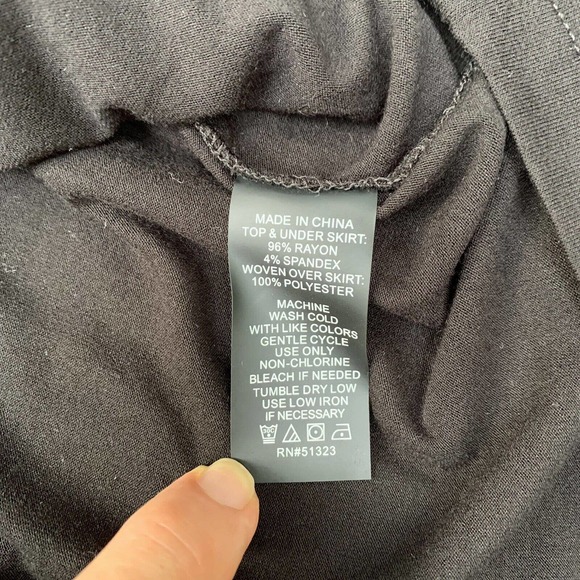 MADE IN CHINA
TOP & UNDER SKIRT:
96% RAYON
4% SPANDEX
WOVEN OVER SKIRT:
100% POLYESTER
MACHINE
WASH COLD
WITH LIKE COLORS
GENTLE CYCLE
USE ONLY
NON-CHLORINE
BLEACH IF NEEDED
TUMBLE DRY LOW
USE LOW IRON
IF NECESSARY
RN#51323